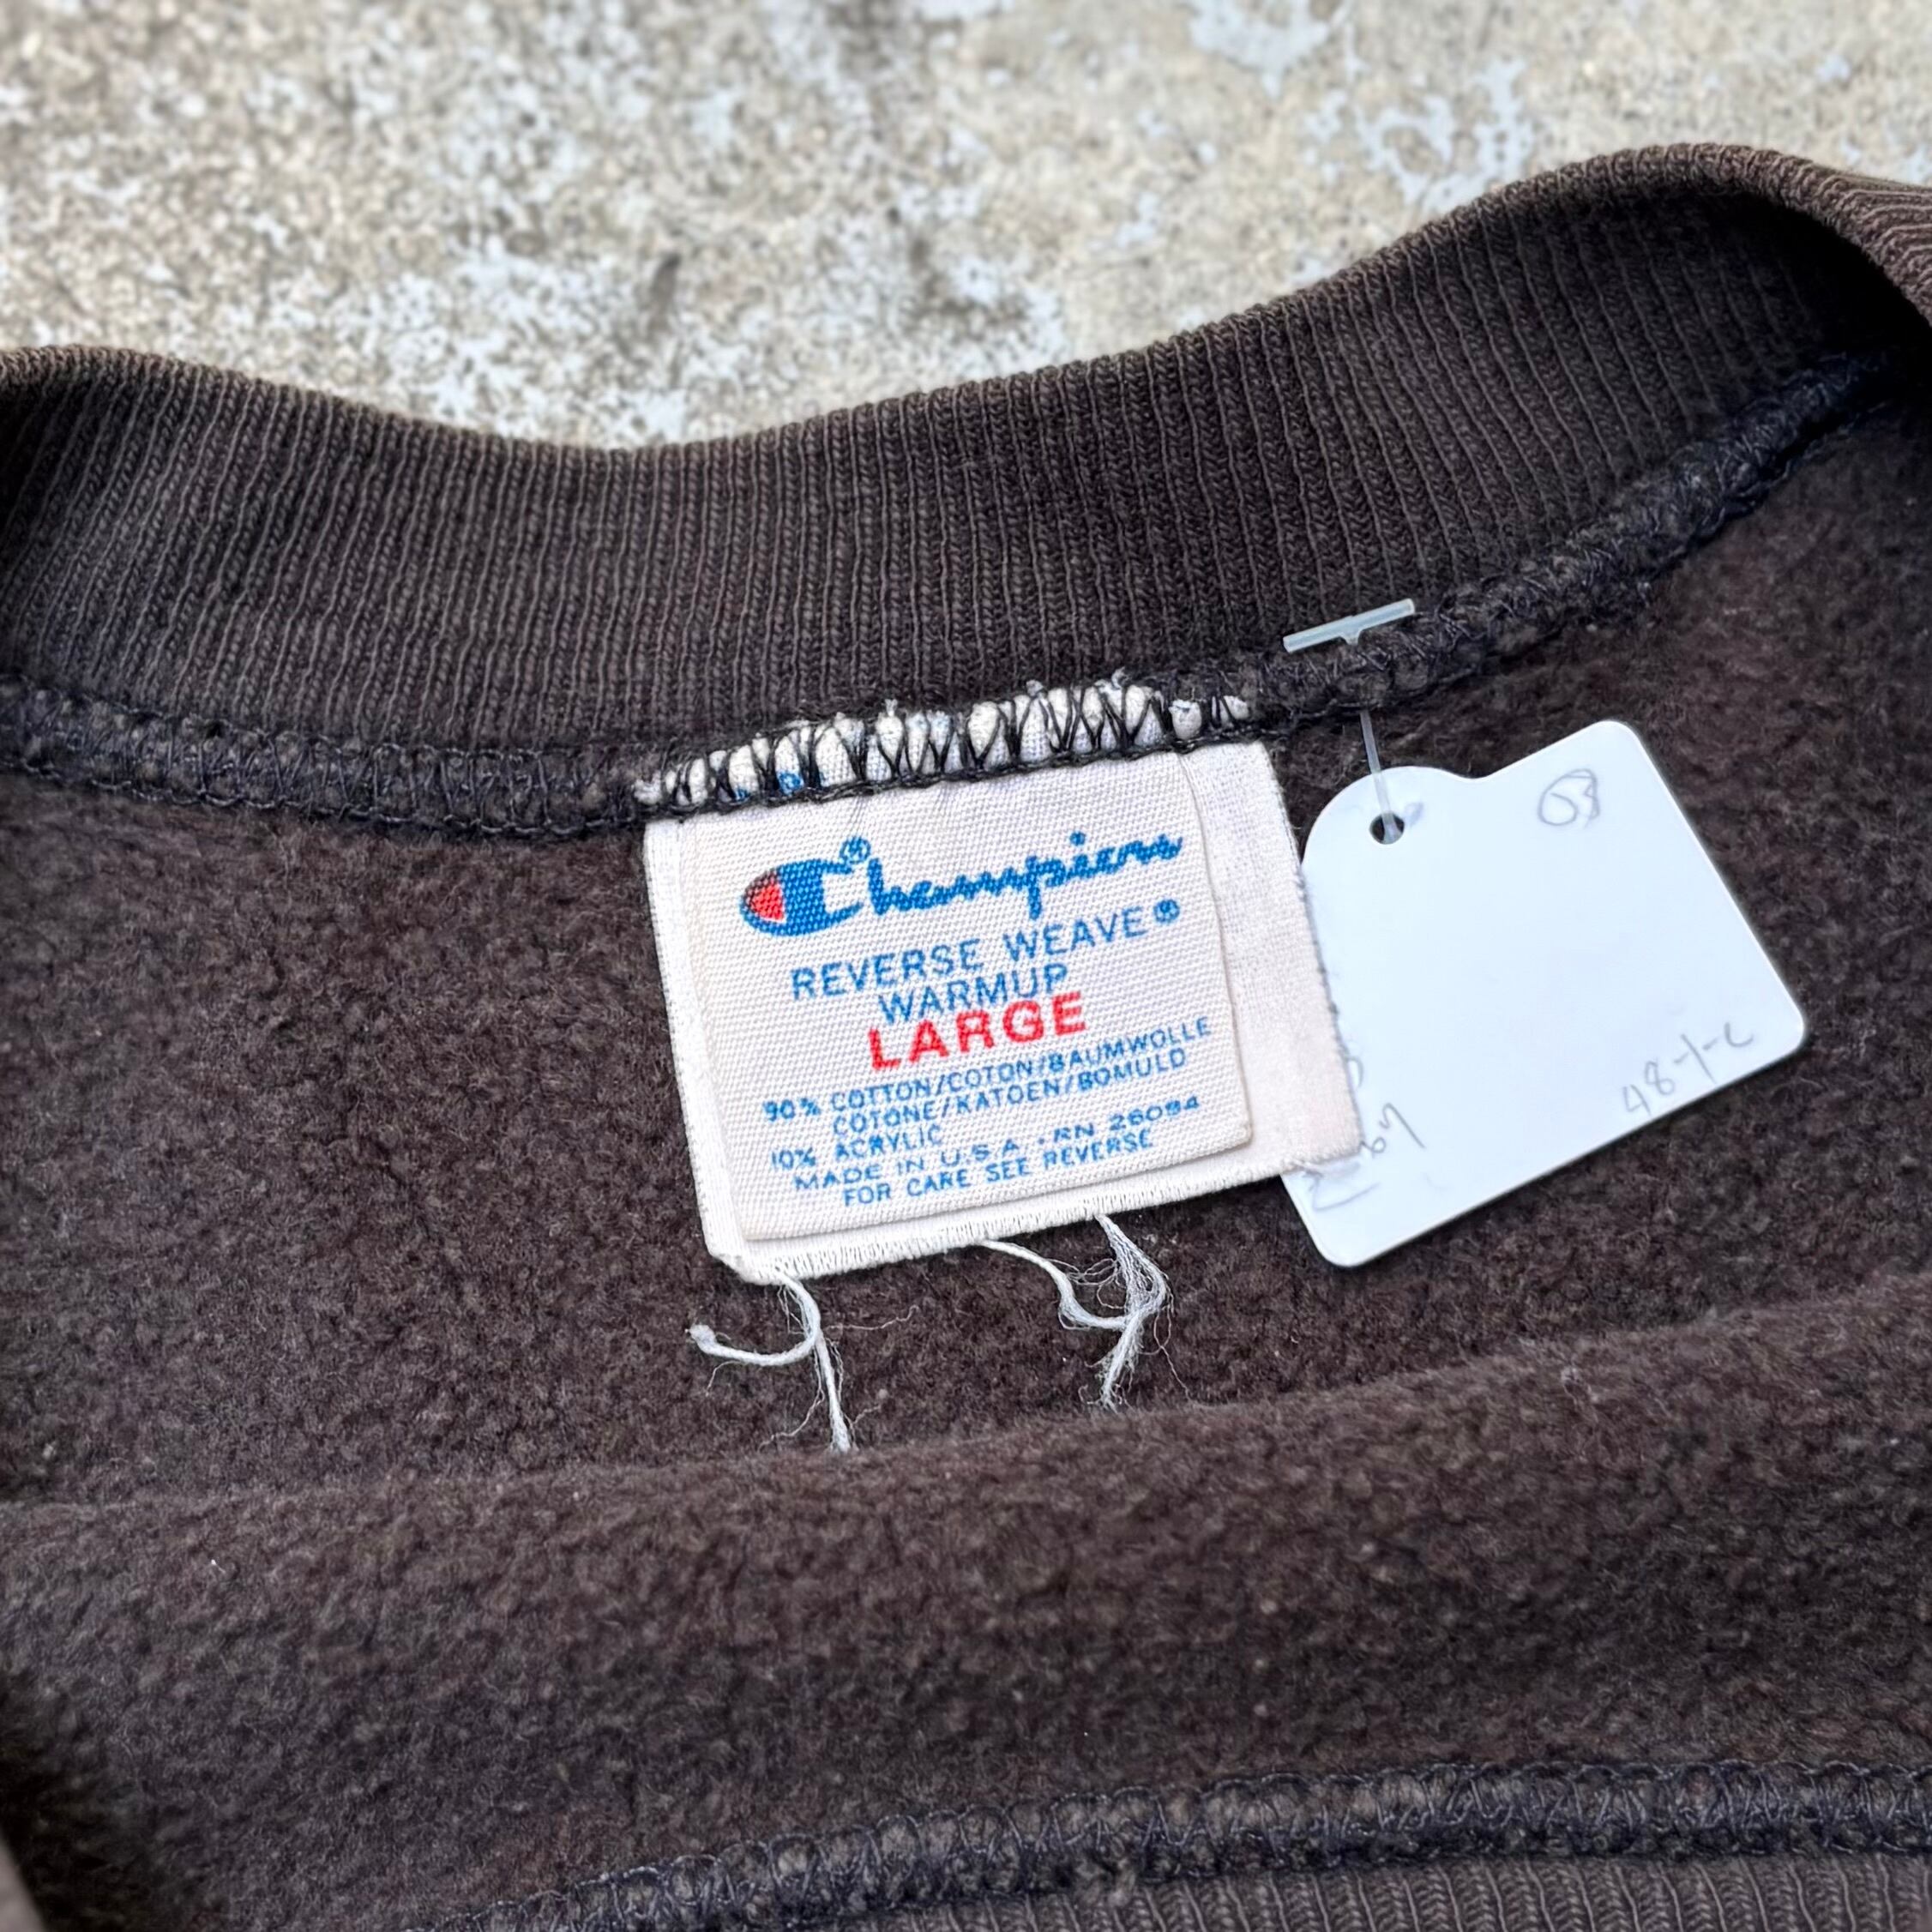 Champion®
REVERSE WEAVE®
WARMUP
LARGE
90% COTTON/COTON/BAUMWOLLE
COTONE/KATOEN/BOMULD
10% ACRYLIC
MADE IN U.S.A. RN 26094
FOR CARE SEE REVERSE
48-1-C